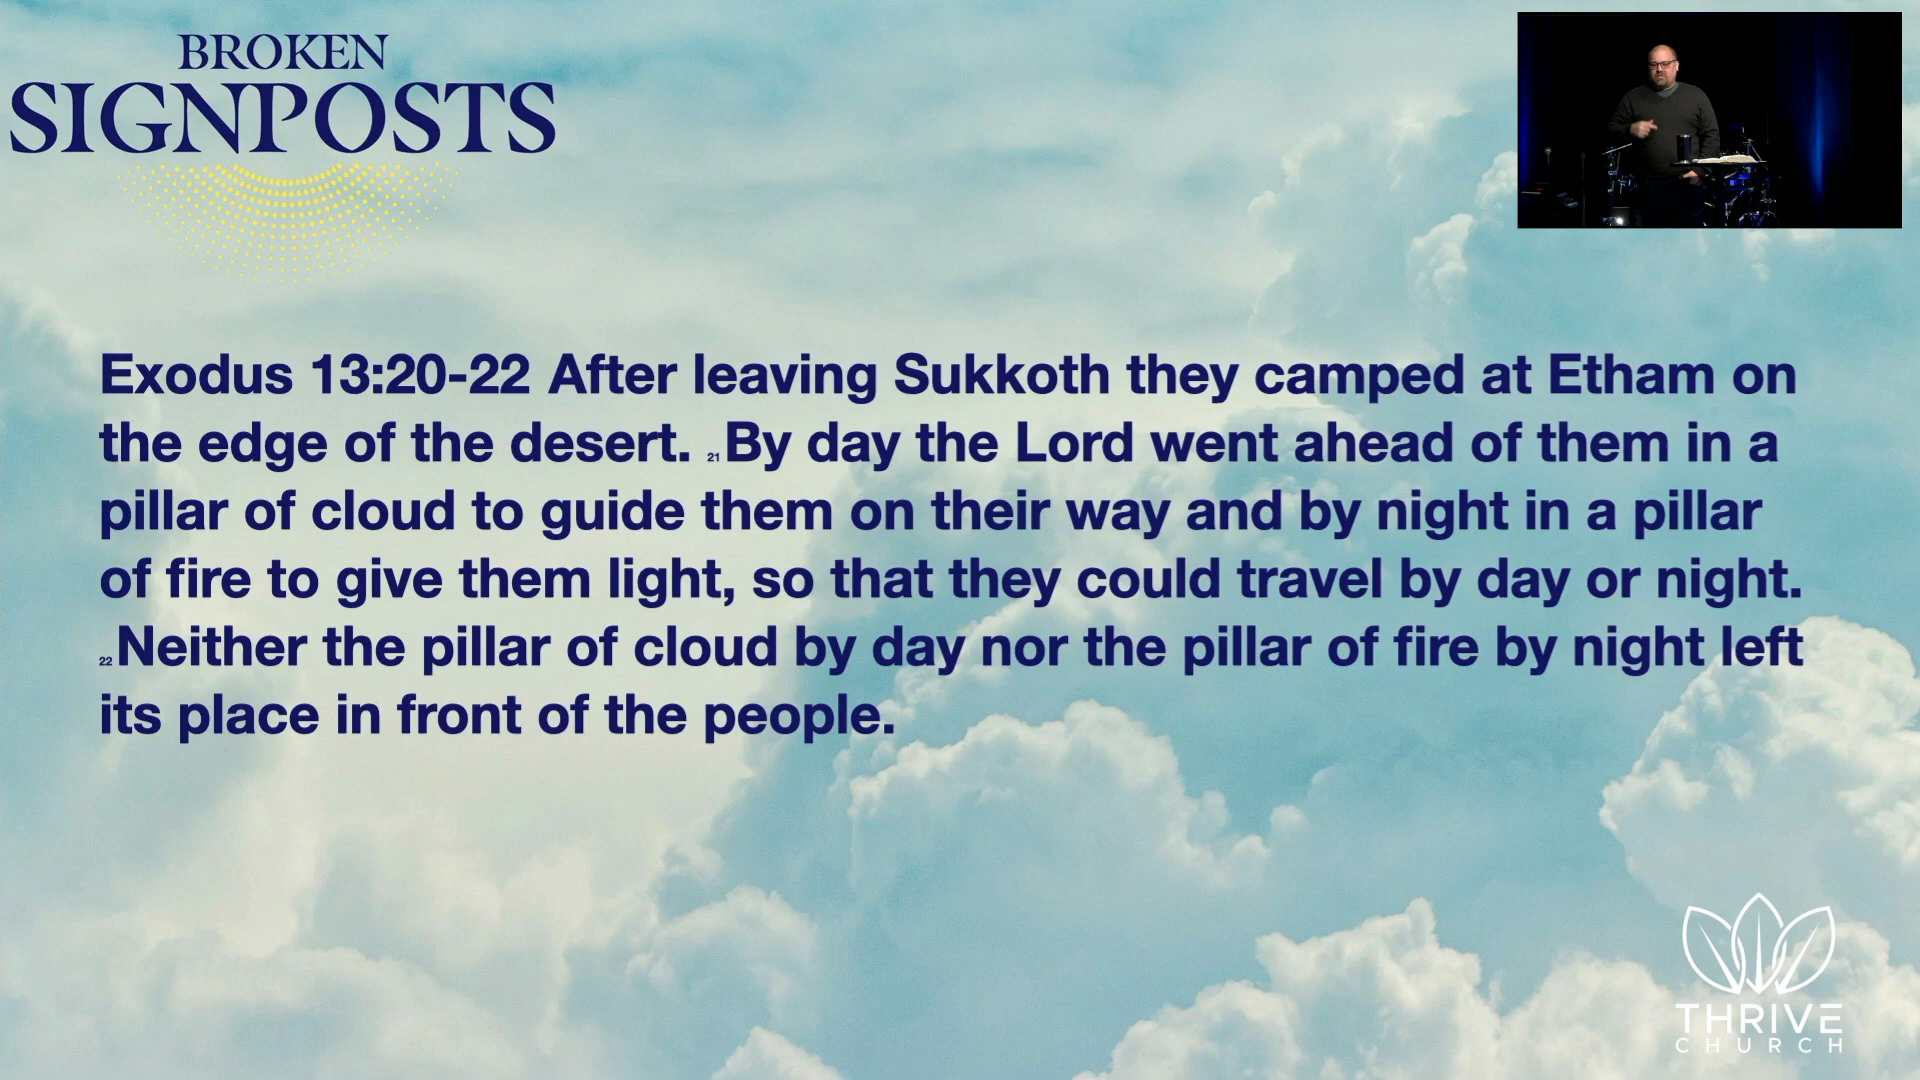 BROKEN
SIGNPOSTS
Exodus 13:20-22 After leaving Sukkoth they camped at Etham on
the edge of the desert. 21 By day the Lord went ahead of them in a
pillar of cloud to guide them on their way and by night in a pillar
of fire to give them light, so that they could travel by day or night.
22 Neither the pillar of cloud by day nor the pillar of fire by night left
its place in front of the people.
THRIVE
CHURCH